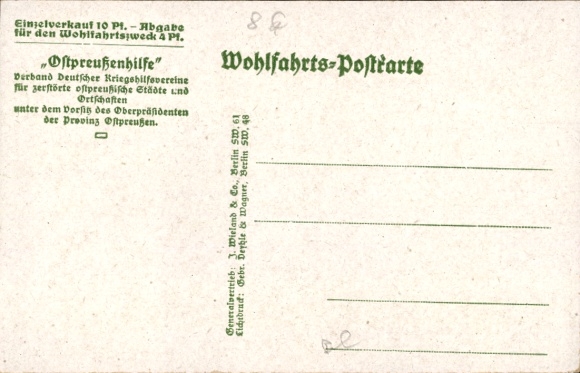 Einzelverkauf 10 Pf. – Abgabe
für den Wohlfahrtszweck 4 Pf.
„Ostpreußenhilfe"
Verband Deutscher Kriegshilfsvereine
für zerstörte ostpreußische Städte und
Ortschaften
unter dem Vorsitz des Oberpräsidenten
der Provinz Ostpreußen.
Wohlfahrts-Postkarte
Generalvertrieb: J. Wieland & Co., Berlin SW. 61
Lichtdruck: Gebr. Deyhle & Wagner, Berlin SW. 48